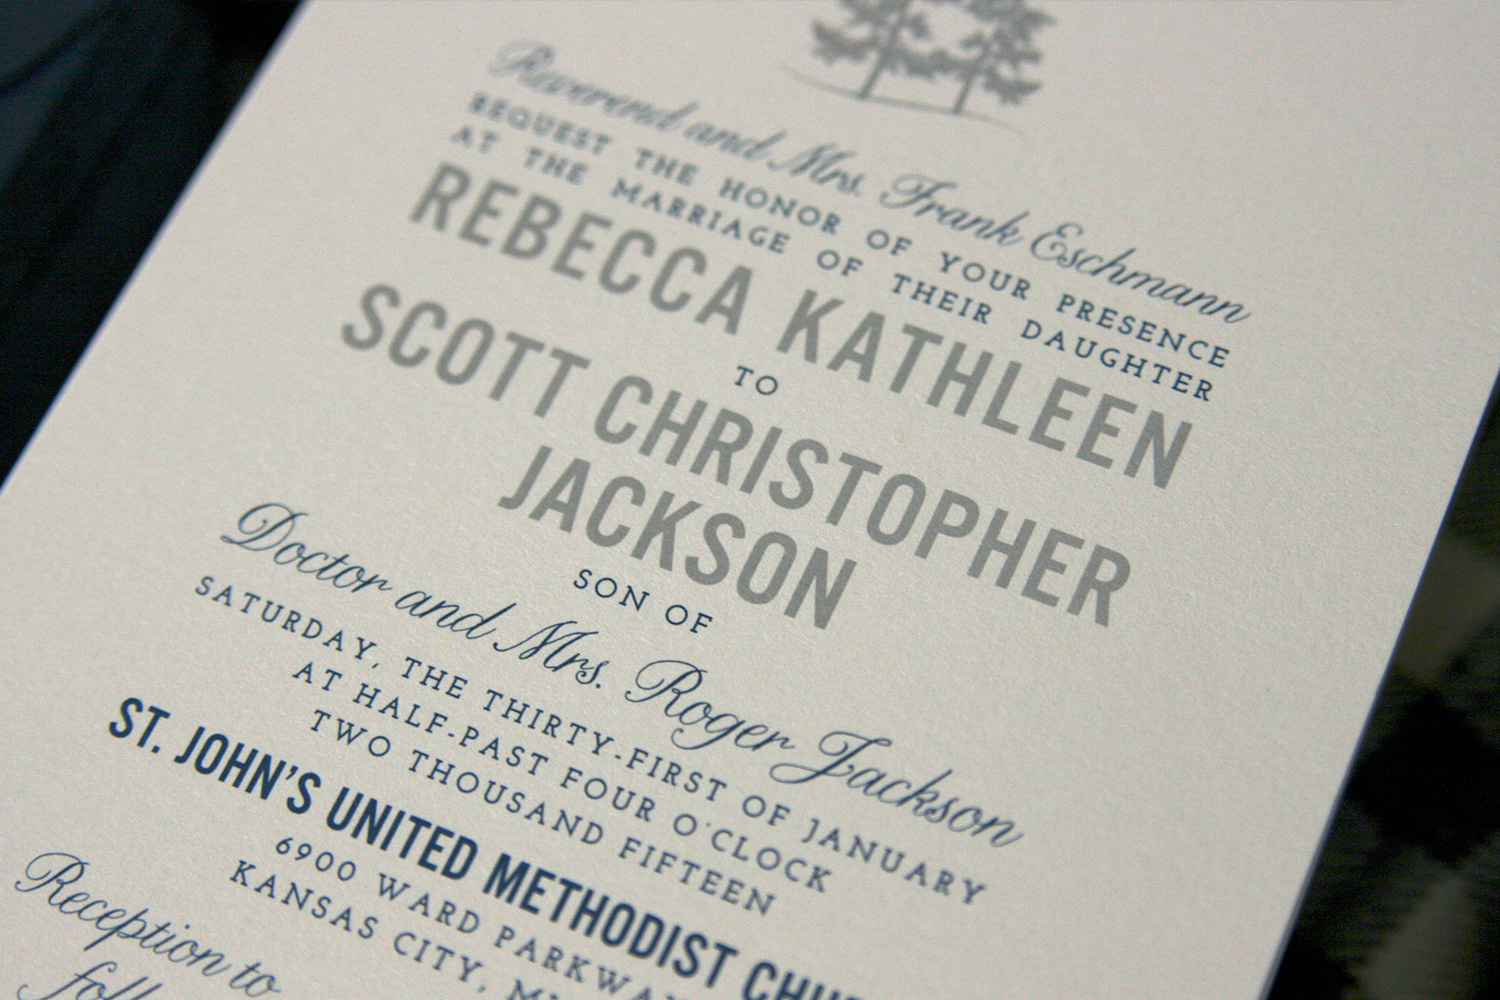 Reverend and Mrs. Frank Eschmann
REQUEST THE HONOR OF YOUR PRESENCE
AT THE MARRIAGE OF THEIR DAUGHTER
REBECCA KATHLEEN
TO
SCOTT CHRISTOPHER
JACKSON
SON OF
Doctor and Mrs. Roger Jackson
SATURDAY, THE THIRTY-FIRST OF JANUARY
AT HALF-PAST FOUR O'CLOCK
TWO THOUSAND FIFTEEN
ST. JOHN'S UNITED METHODIST
6900 WARD
KANSAS CITY,
Reception to